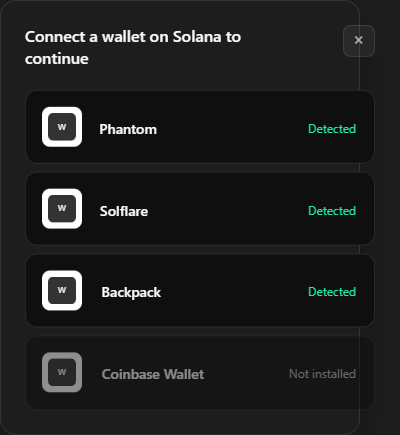 Connect a wallet on Solana to
continue
×
W
Phantom
Detected
W
Solflare
Detected
W
Backpack
Detected
W
Coinbase Wallet
Not installed